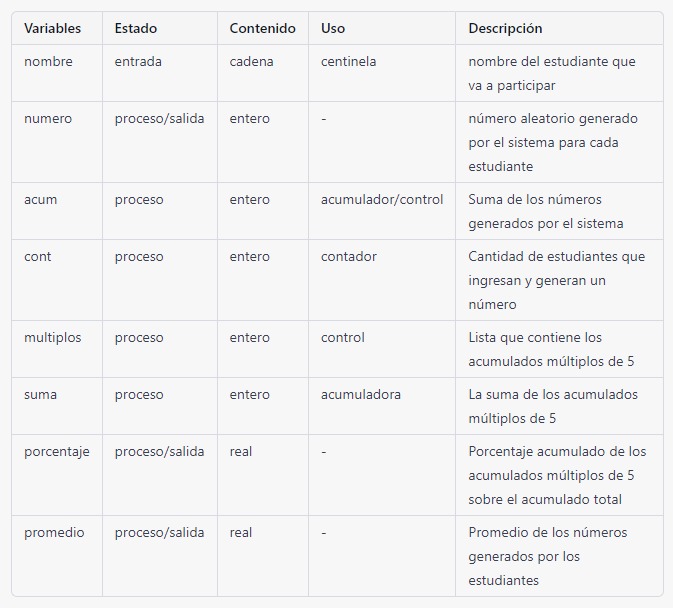 Variables Estado Contenido Uso Descripción
nombre entrada cadena centinela nombre del estudiante que
va a participar
numero proceso/salida entero - número aleatorio generado
por el sistema para cada
estudiante
acum proceso entero acumulador/control Suma de los números
generados por el sistema
cont proceso entero contador Cantidad de estudiantes que
ingresan y generan un
número
multiplos proceso entero control Lista que contiene los
acumulados múltiplos de 5
suma proceso entero acumuladora La suma de los acumulados
múltiplos de 5
porcentaje proceso/salida real - Porcentaje acumulado de los
acumulados múltiplos de 5
sobre el acumulado total
promedio proceso/salida real - Promedio de los números
generados por los
estudiantes